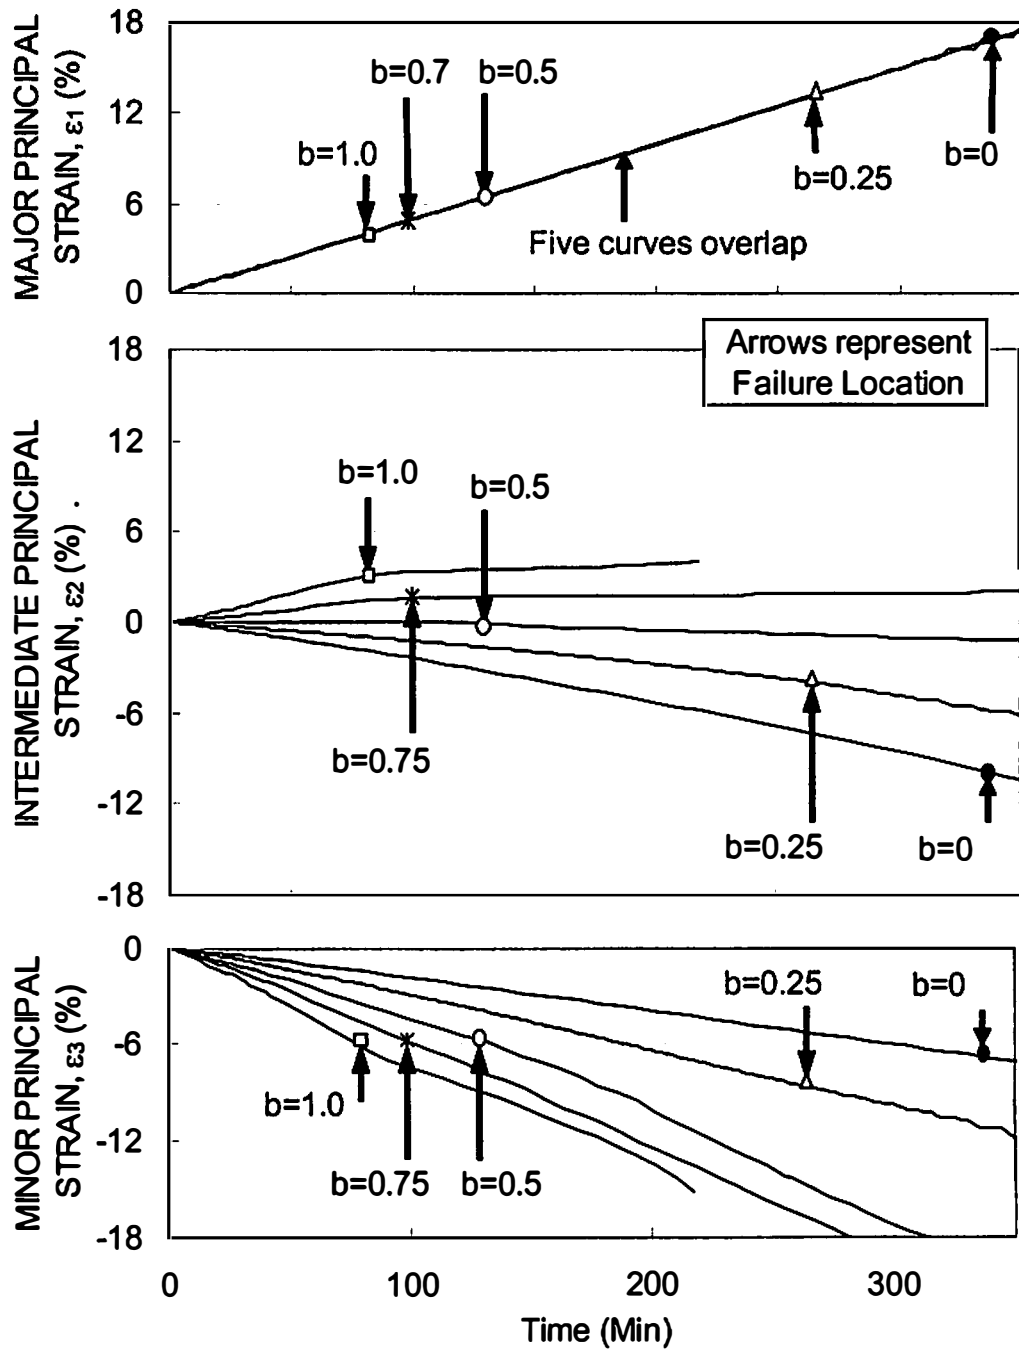 MAJOR PRINCIPAL
STRAIN, ε1 (%)
18
12
6
0
b=1.0
b=0.7
b=0.5
b=0.25
b=0
Five curves overlap
INTERMEDIATE PRINCIPAL
STRAIN, ε2 (%) .
18
12
6
0
-6
-12
-18
Arrows represent
Failure Location
b=1.0
b=0.5
b=0.75
b=0.25
b=0
MINOR PRINCIPAL
STRAIN, ε3 (%)
0
-6
-12
-18
b=0.25
b=0
b=1.0
b=0.75
b=0.5
0
100
200
300
Time (Min)